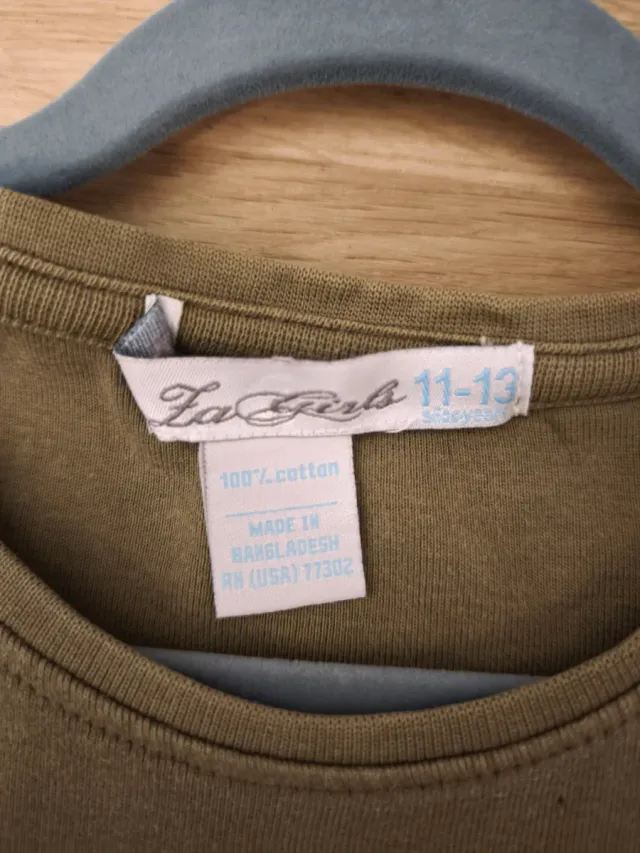 Za Girls 11-13
100% cotton
MADE IN
BANGLADESH
RN (USA) 77302